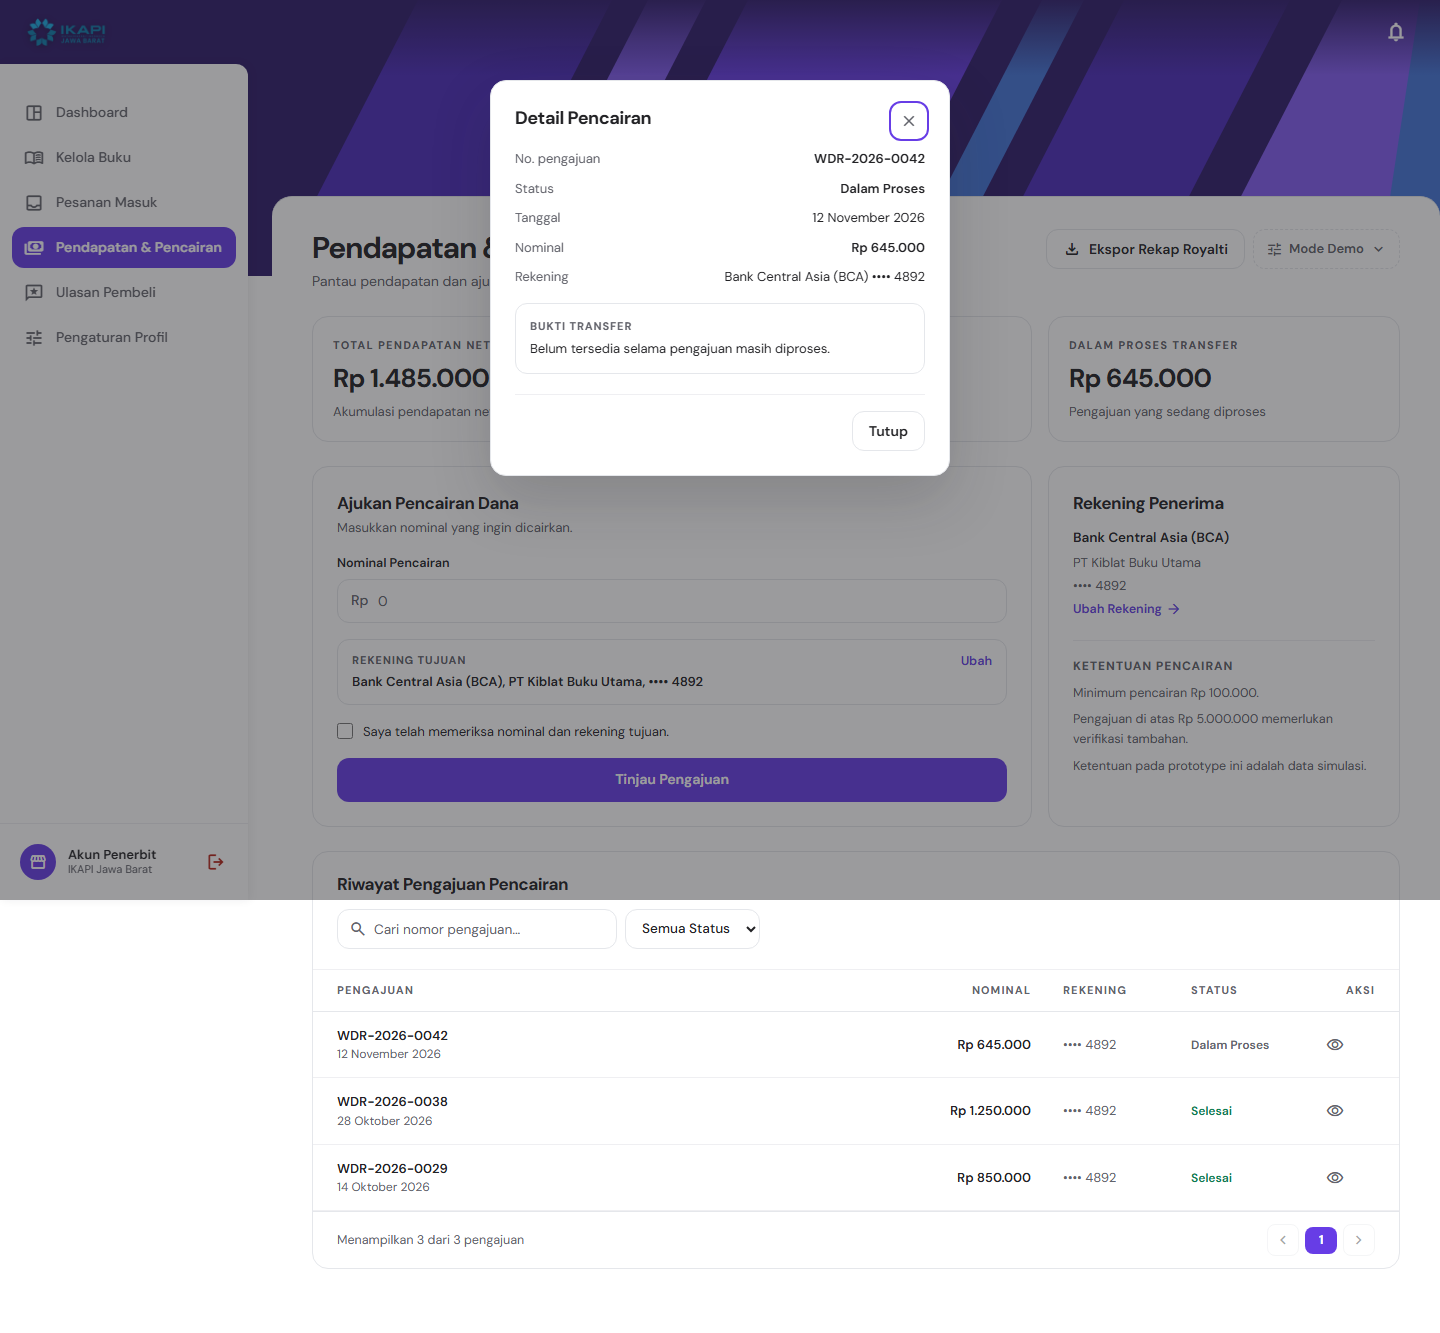 IKAPI
JAWA BARAT
Dashboard
Kelola Buku
Pesanan Masuk
Pendapatan & Pencairan
Ulasan Pembeli
Pengaturan Profil
Akun Penerbit
IKAPI Jawa Barat
Pendapatan &
Pantau pendapatan dan aju
Ekspor Rekap Royalti
Mode Demo
TOTAL PENDAPATAN NET
Rp 1.485.000
Akumulasi pendapatan ne
DALAM PROSES TRANSFER
Rp 645.000
Pengajuan yang sedang diproses
Detail Pencairan
No. pengajuan WDR-2026-0042
Status Dalam Proses
Tanggal 12 November 2026
Nominal Rp 645.000
Rekening Bank Central Asia (BCA) •••• 4892
BUKTI TRANSFER
Belum tersedia selama pengajuan masih diproses.
Tutup
Ajukan Pencairan Dana
Masukkan nominal yang ingin dicairkan.
Nominal Pencairan
Rp 0
REKENING TUJUAN Ubah
Bank Central Asia (BCA), PT Kiblat Buku Utama, •••• 4892
Saya telah memeriksa nominal dan rekening tujuan.
Tinjau Pengajuan
Rekening Penerima
Bank Central Asia (BCA)
PT Kiblat Buku Utama
•••• 4892
Ubah Rekening →
KETENTUAN PENCAIRAN
Minimum pencairan Rp 100.000.
Pengajuan di atas Rp 5.000.000 memerlukan
verifikasi tambahan.
Ketentuan pada prototype ini adalah data simulasi.
Riwayat Pengajuan Pencairan
Cari nomor pengajuan...
Semua Status
PENGAJUAN NOMINAL REKENING STATUS AKSI
WDR-2026-0042
12 November 2026
Rp 645.000 •••• 4892 Dalam Proses
WDR-2026-0038
28 Oktober 2026
Rp 1.250.000 •••• 4892 Selesai
WDR-2026-0029
14 Oktober 2026
Rp 850.000 •••• 4892 Selesai
Menampilkan 3 dari 3 pengajuan
1